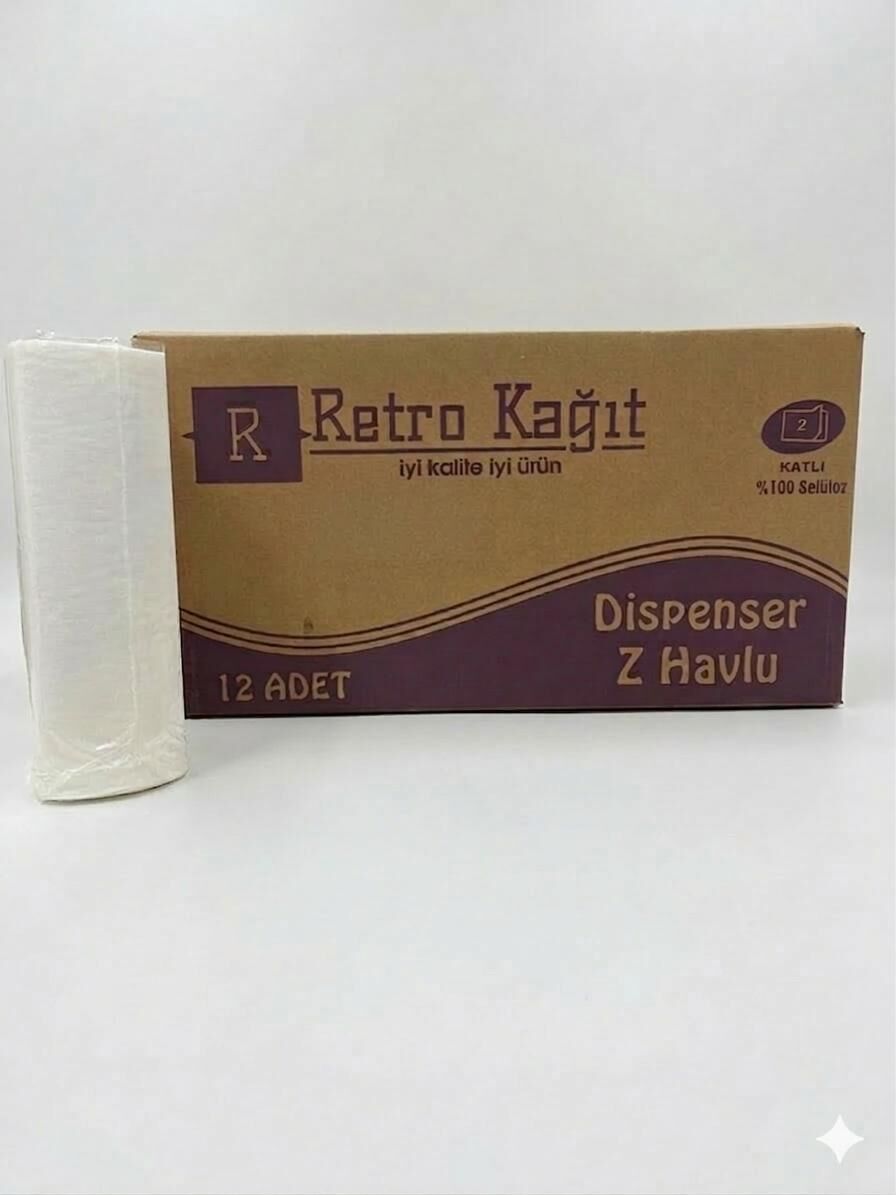 R
Retro Kağıt
iyi kalite iyi ürün
2
KATLI
%100 Selüloz
Dispenser
Z Havlu
12 ADET